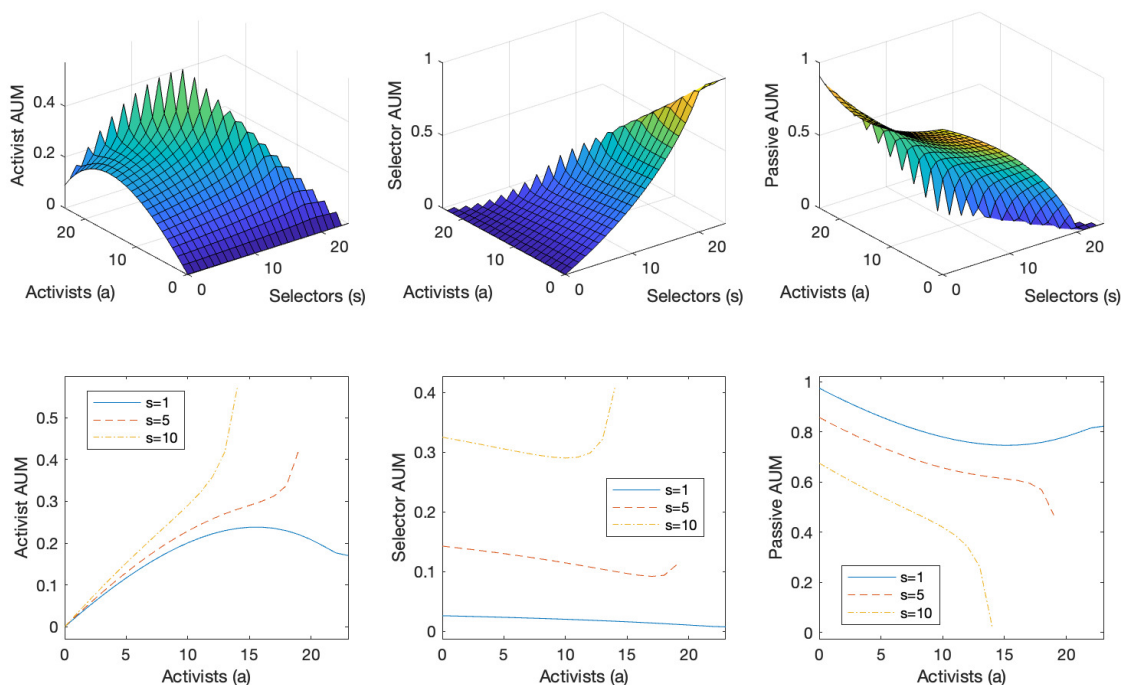 Activist AUM
0.4
0.2
0
20
10
0
Activists (a)
0
10
20
Selectors (s)
Selector AUM
1
0.5
0
20
10
0
Activists (a)
0
10
20
Selectors (s)
Passive AUM
1
0.5
0
20
10
0
Activists (a)
0
10
20
Selectors (s)
Activist AUM
0.5
0.4
0.3
0.2
0.1
0
s=1
s=5
s=10
0 5 10 15 20
Activists (a)
Selector AUM
0.4
0.3
0.2
0.1
0
s=1
s=5
s=10
0 5 10 15 20
Activists (a)
Passive AUM
1
0.8
0.6
0.4
0.2
0
s=1
s=5
s=10
0 5 10 15 20
Activists (a)